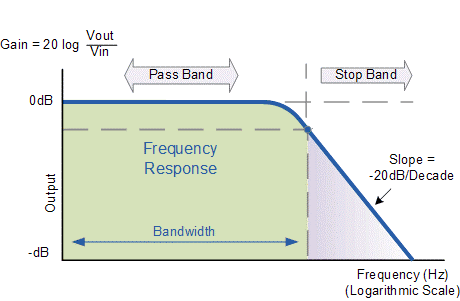 Gain = 20 log Vout
Vin
Pass Band
Stop Band
0dB
Frequency
Response
Slope =
-20dB/Decade
Output
Bandwidth
-dB
Frequency (Hz)
(Logarithmic Scale)